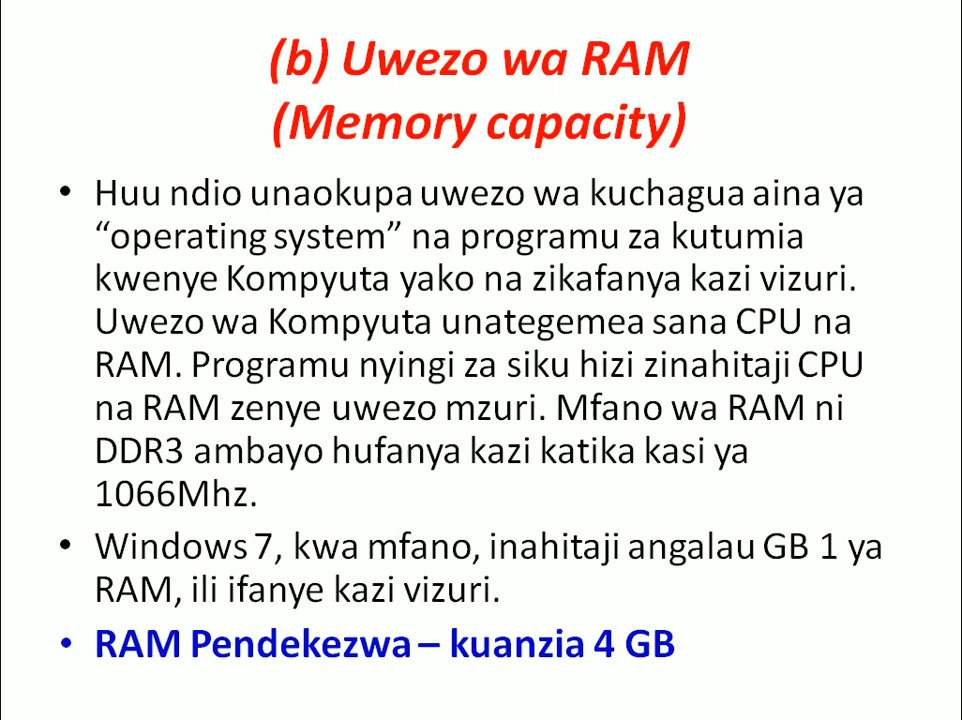 (b) Uwezo wa RAM
(Memory capacity)
• Huu ndio unaokupa uwezo wa kuchagua aina ya
“operating system” na programu za kutumia
kwenye Kompyuta yako na zikafanya kazi vizuri.
Uwezo wa Kompyuta unategemea sana CPU na
RAM. Programu nyingi za siku hizi zinahitaji CPU
na RAM zenye uwezo mzuri. Mfano wa RAM ni
DDR3 ambayo hufanya kazi katika kasi ya
1066Mhz.
• Windows 7, kwa mfano, inahitaji angalau GB 1 ya
RAM, ili ifanye kazi vizuri.
• RAM Pendekezwa – kuanzia 4 GB